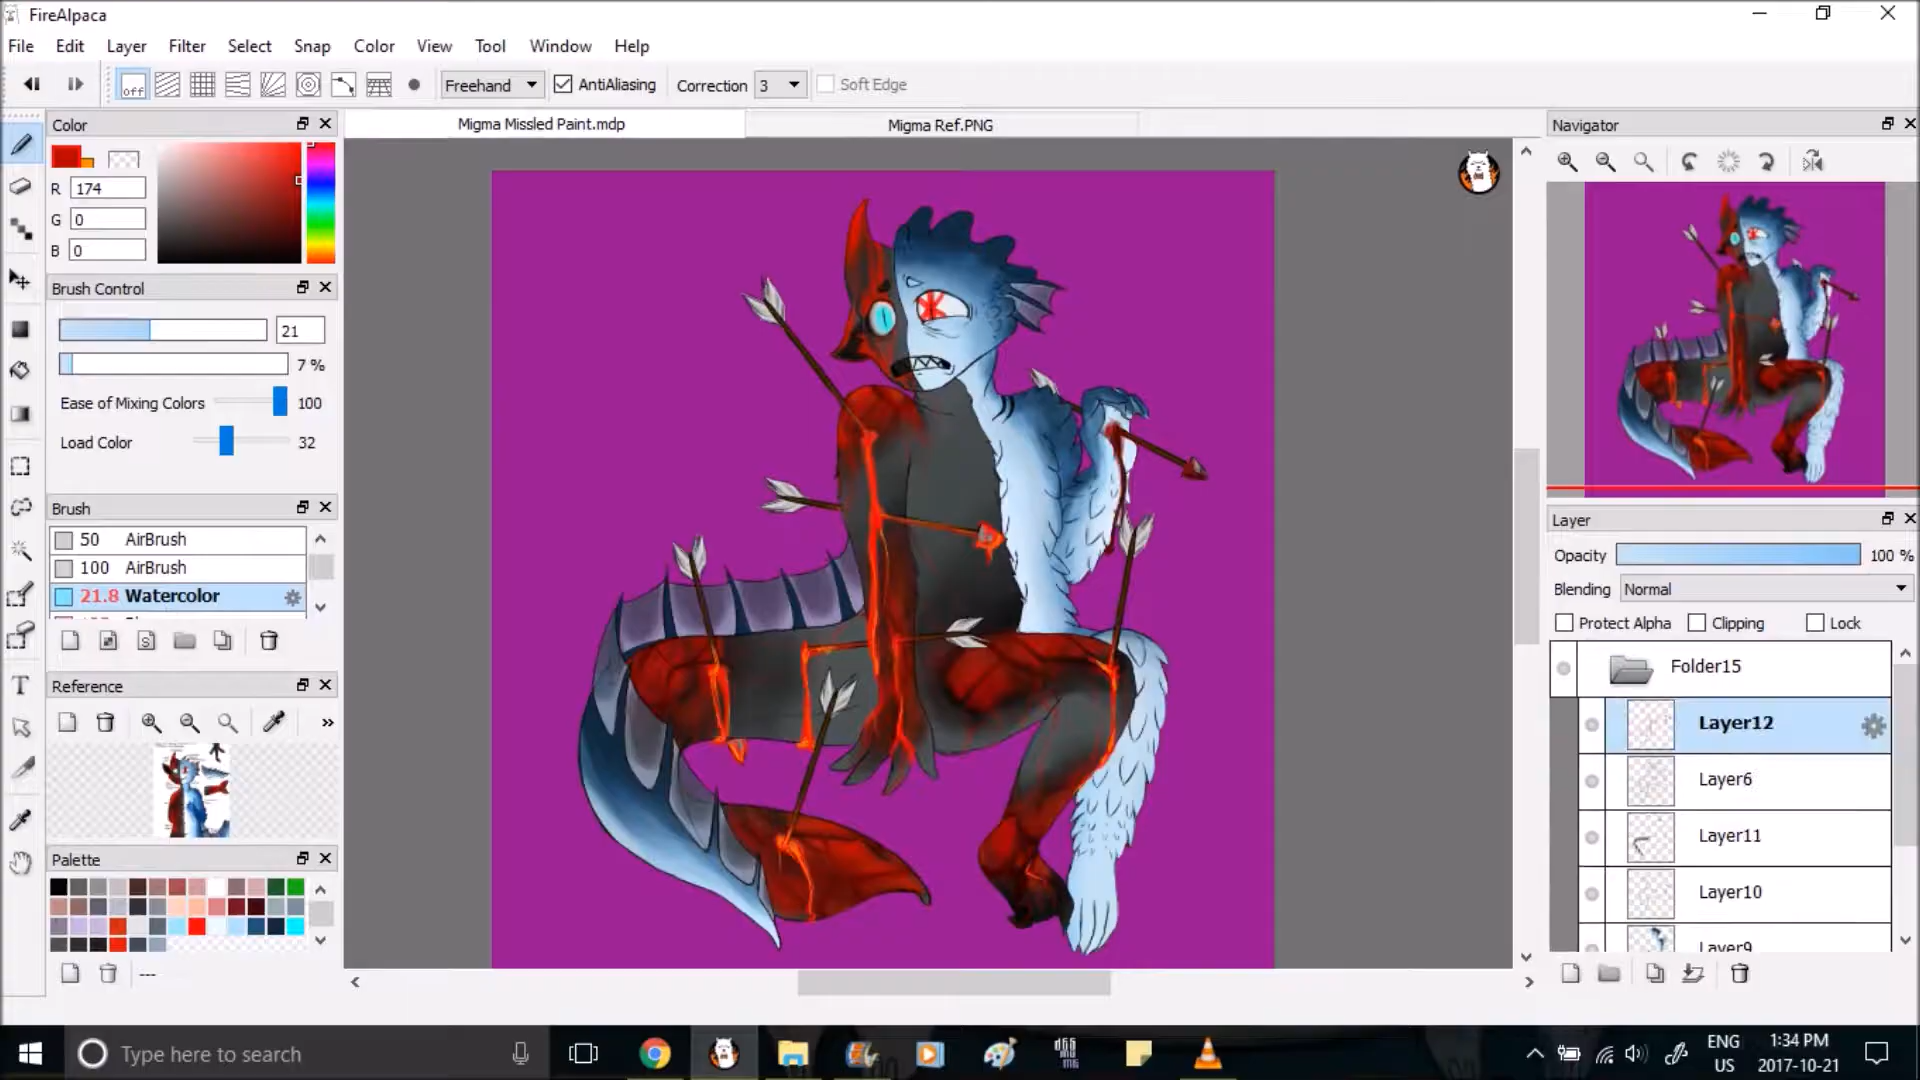 FireAlpaca
File Edit Layer Filter Select Snap Color View Tool Window Help
off Freehand AntiAliasing Correction 3 Soft Edge
Color
Migma Missled Paint.mdp
Migma Ref.PNG
Navigator
R 174
G 0
B 0
Brush Control
21
7 %
Ease of Mixing Colors 100
Load Color 32
Brush
50 AirBrush
100 AirBrush
21.8 Watercolor
Reference
»
Palette
---
Layer
Opacity 100 %
Blending Normal
Protect Alpha Clipping Lock
Folder15
Layer12
Layer6
Layer11
Layer10
Layer9
Type here to search
ENG
US
1:34 PM
2017-10-21